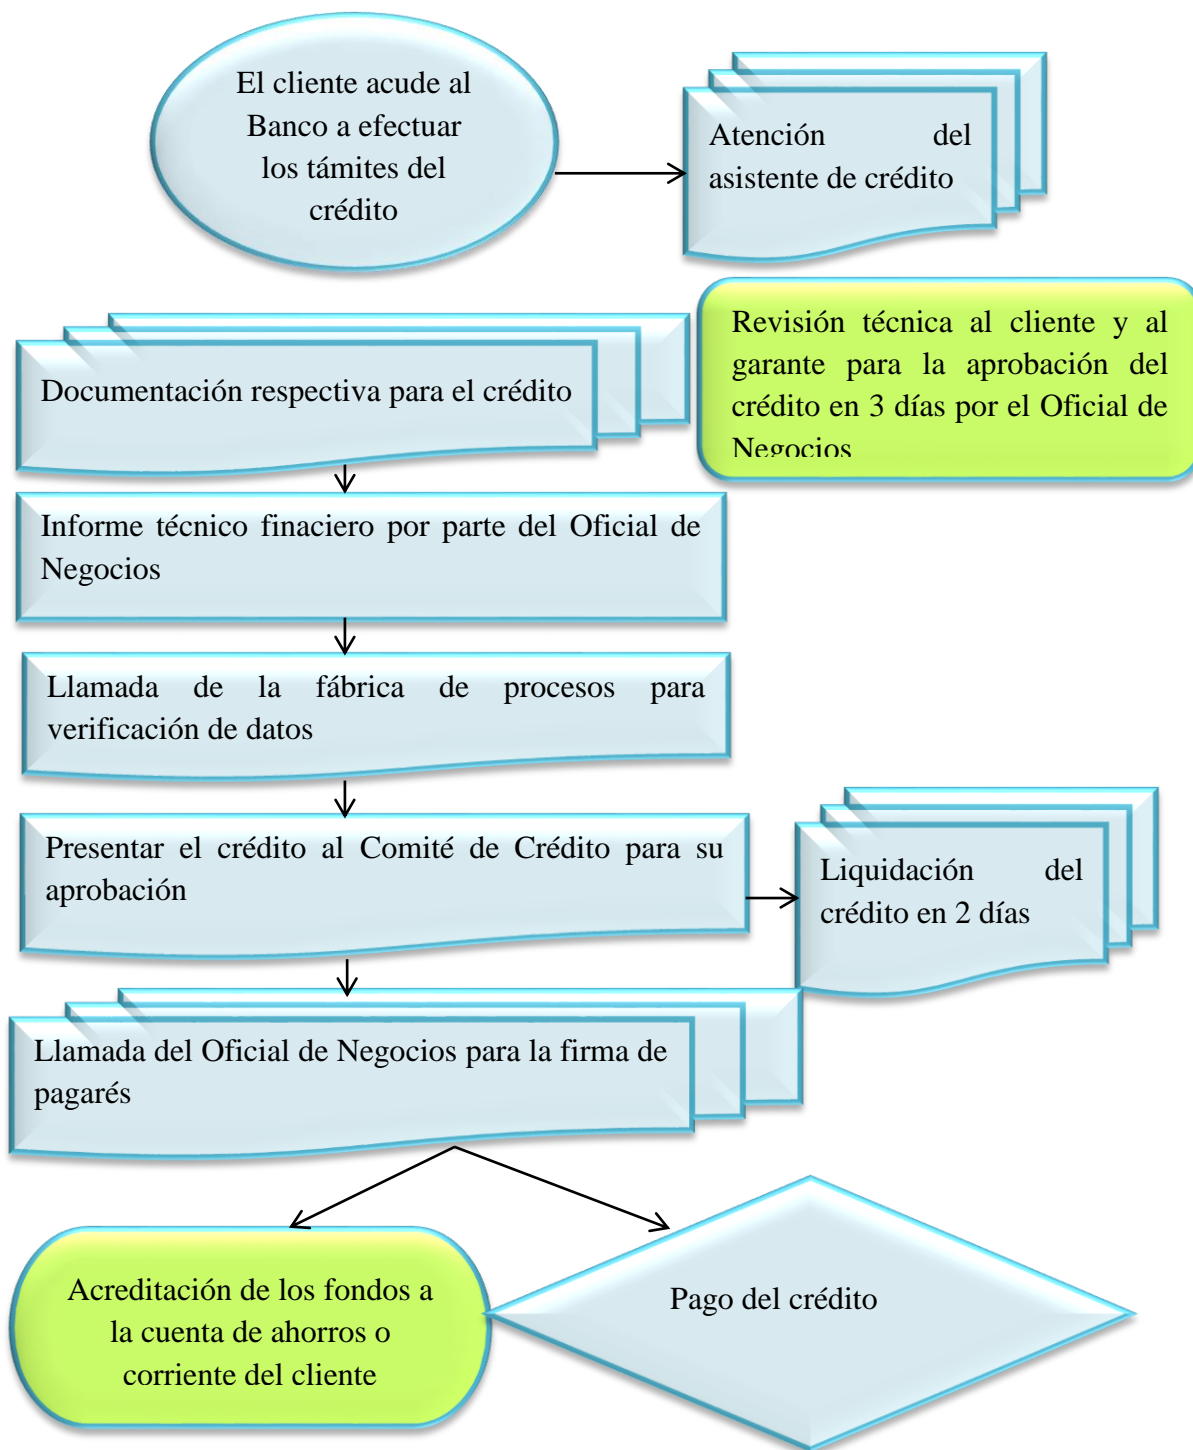 El cliente acude al
Banco a efectuar
los támites del
crédito
Atención del
asistente de crédito
Documentación respectiva para el crédito
Revisión técnica al cliente y al
garante para la aprobación del
crédito en 3 días por el Oficial de
Negocios
Informe técnico finaciero por parte del Oficial de
Negocios
Llamada de la fábrica de procesos para
verificación de datos
Presentar el crédito al Comité de Crédito para su
aprobación
Liquidación del
crédito en 2 días
Llamada del Oficial de Negocios para la firma de
pagarés
Acreditación de los fondos a
la cuenta de ahorros o
corriente del cliente
Pago del crédito